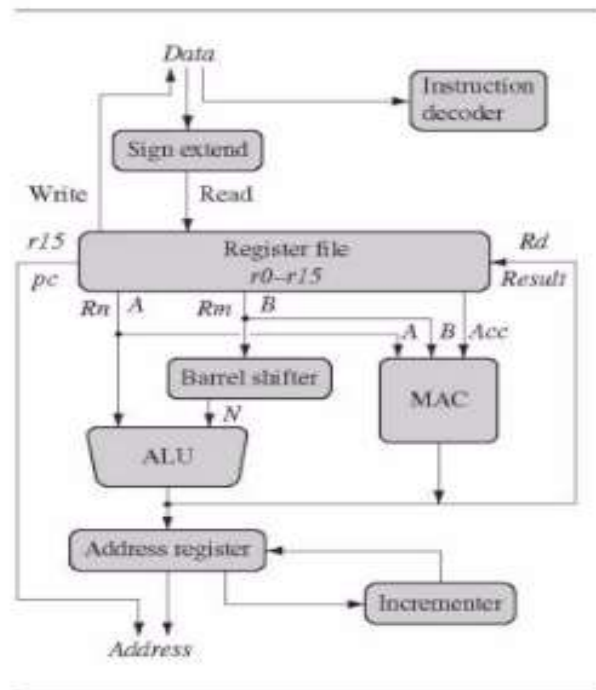 Data
Instruction
decoder
Sign extend
Write
Read
r15
Register file
Rd
pc
r0–r15
Result
Rn
A
Rm
B
A
B
Acc
Barrel shifter
MAC
N
ALU
Address register
Incrementer
Address